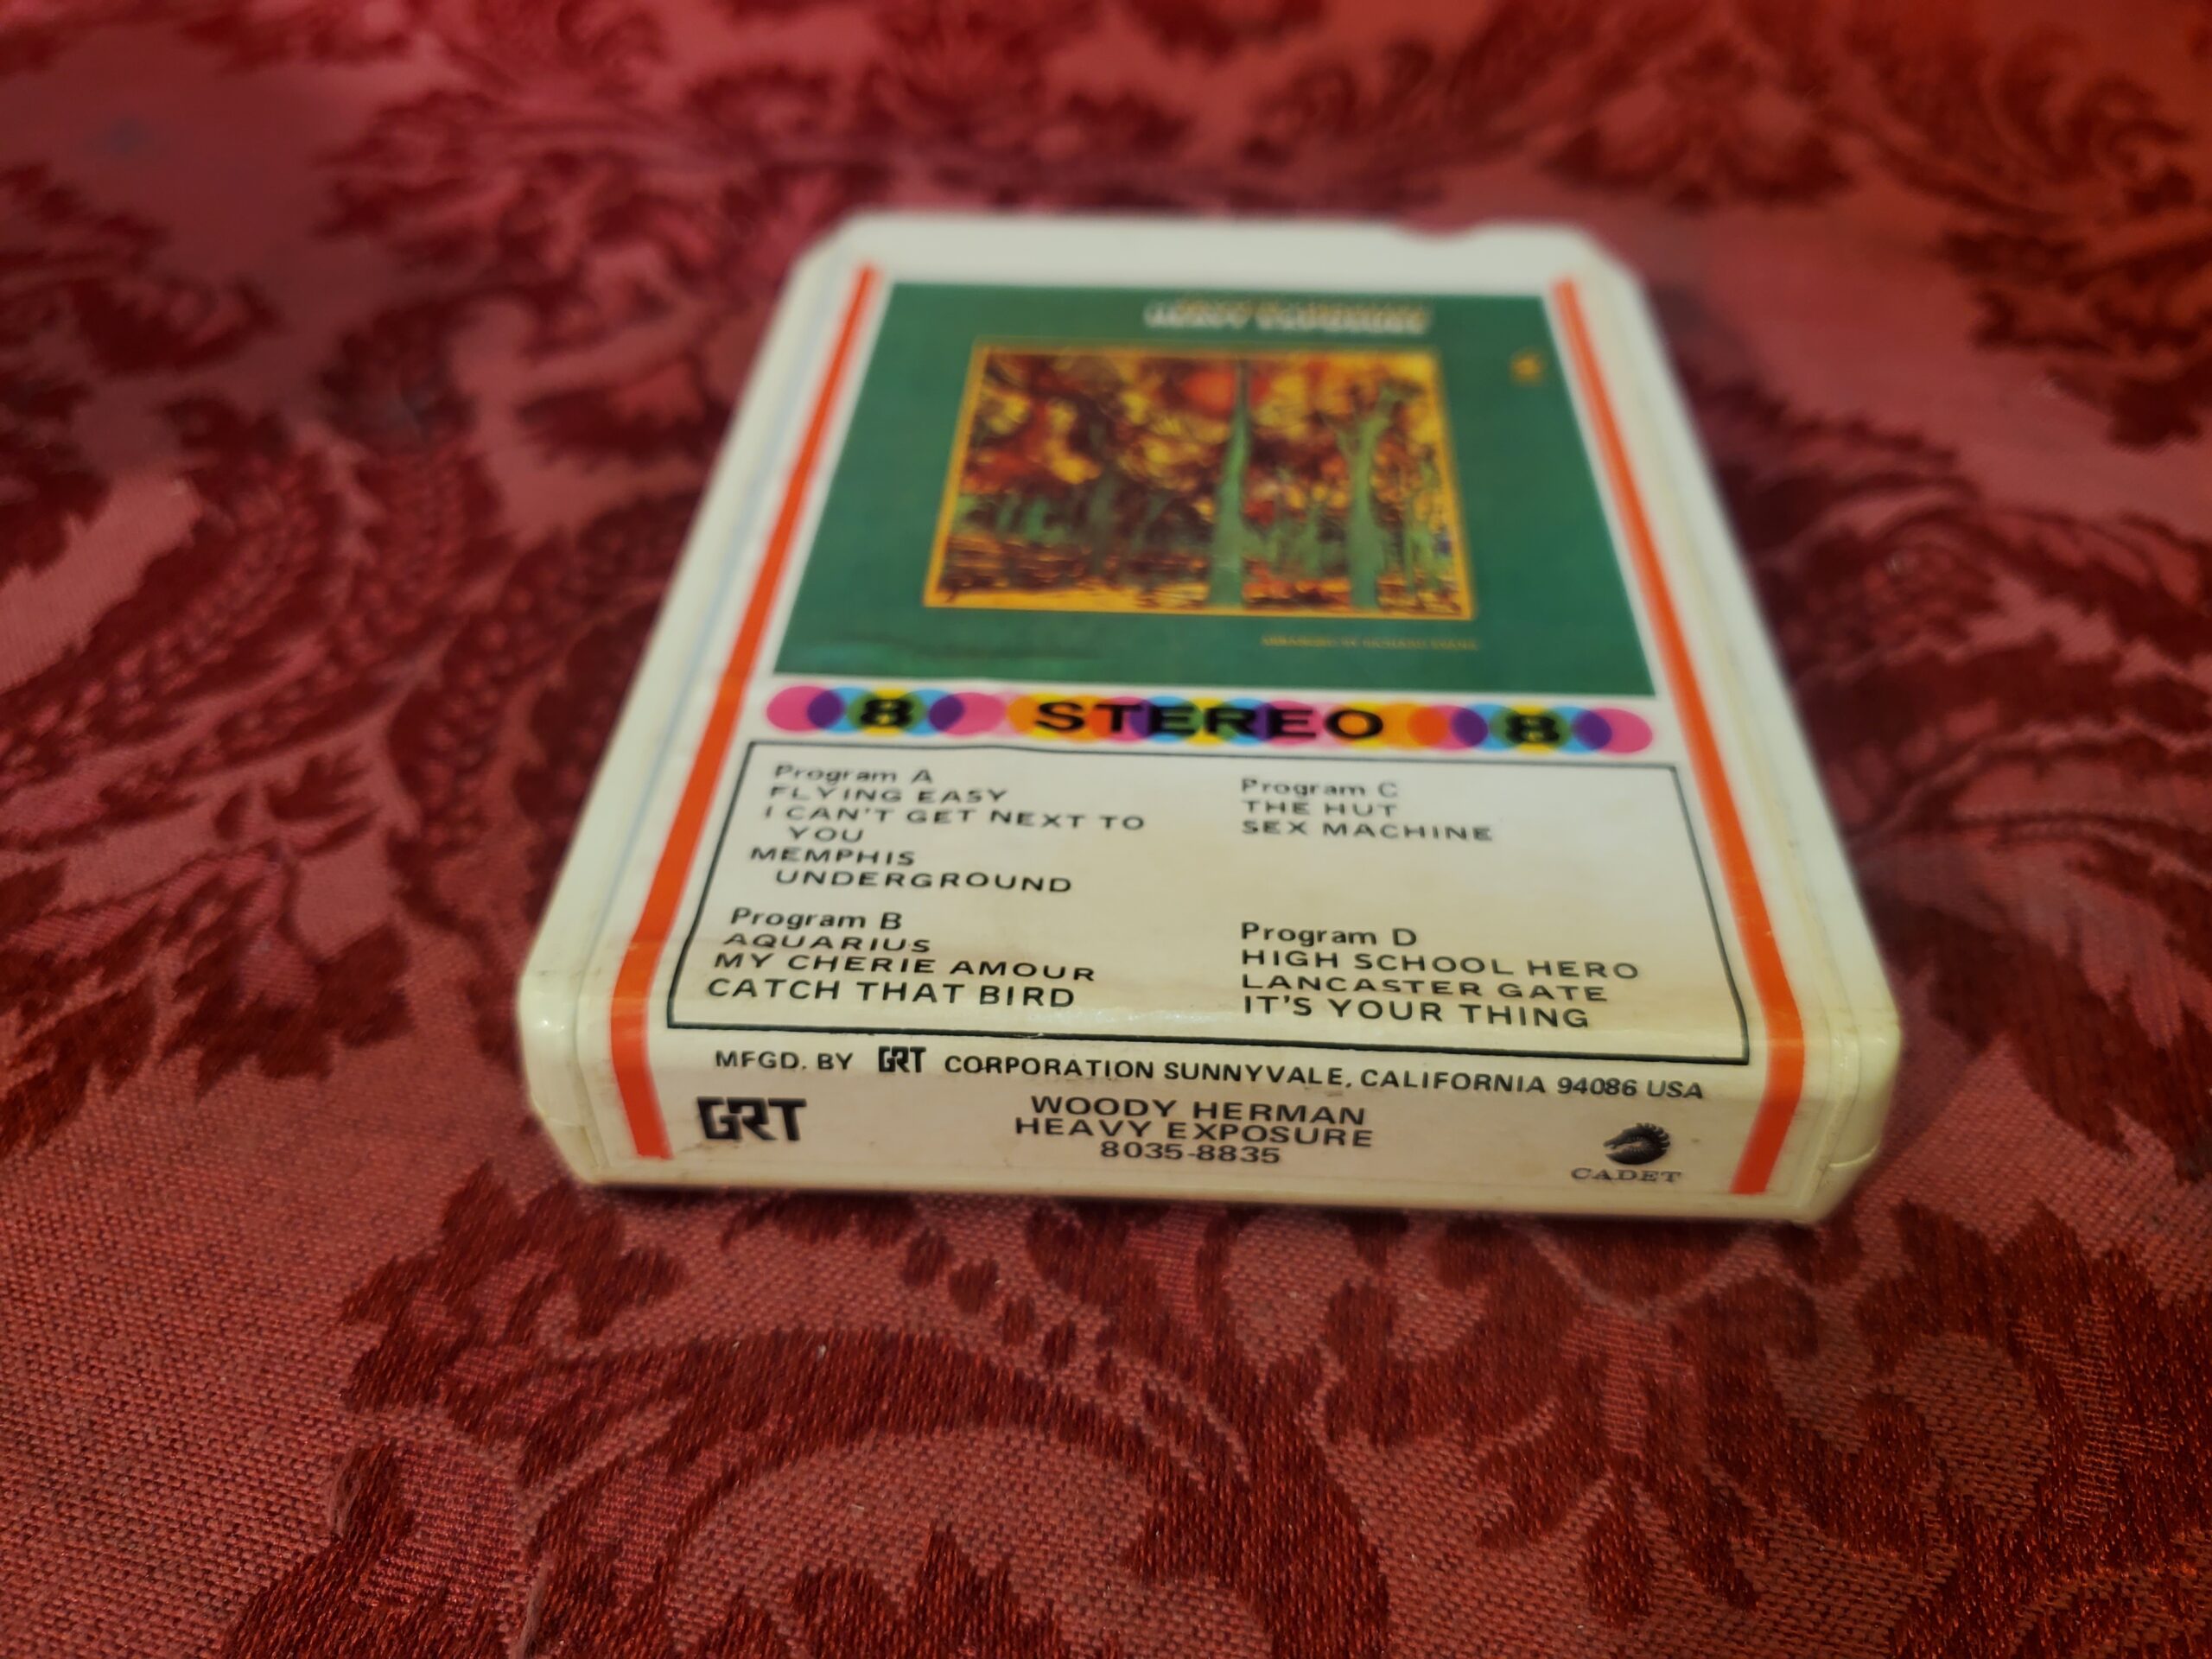 HEAVY EXPOSURE
8 STEREO 8
Program A
FLYING EASY
I CAN'T GET NEXT TO
YOU
MEMPHIS
UNDERGROUND
Program B
AQUARIUS
MY CHERIE AMOUR
CATCH THAT BIRD
Program C
THE HUT
SEX MACHINE
Program D
HIGH SCHOOL HERO
LANCASTER GATE
IT'S YOUR THING
MFGD. BY GRT CORPORATION SUNNYVALE, CALIFORNIA 94086 USA
GRT
WOODY HERMAN
HEAVY EXPOSURE
8035-8835
CADET